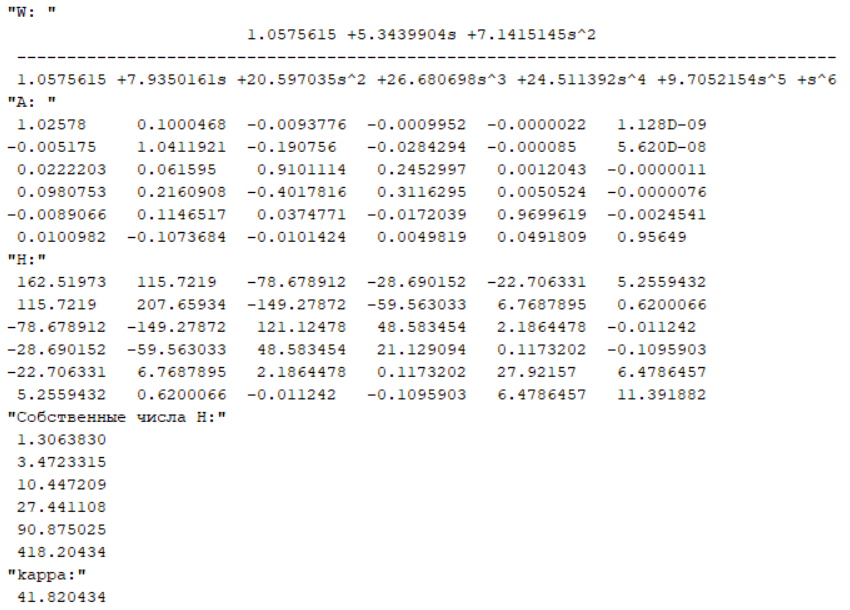 "W: "
1.0575615 +5.3439904s +7.1415145s^2
-----------------------------------------------------------------------------------
1.0575615 +7.9350161s +20.597035s^2 +26.680698s^3 +24.511392s^4 +9.7052154s^5 +s^6
"A: "
1.02578 0.1000468 -0.0093776 -0.0009952 -0.0000022 1.128D-09
-0.005175 1.0411921 -0.190756 -0.0284294 -0.000085 5.620D-08
0.0222203 0.061595 0.9101114 0.2452997 0.0012043 -0.0000011
0.0980753 0.2160908 -0.4017816 0.3116295 0.0050524 -0.0000076
-0.0089066 0.1146517 0.0374771 -0.0172039 0.9699619 -0.0024541
0.0100982 -0.1073684 -0.0101424 0.0049819 0.0491809 0.95649
"H:"
162.51973 115.7219 -78.678912 -28.690152 -22.706331 5.2559432
115.7219 207.65934 -149.27872 -59.563033 6.7687895 0.6200066
-78.678912 -149.27872 121.12478 48.583454 2.1864478 -0.011242
-28.690152 -59.563033 48.583454 21.129094 0.1173202 -0.1095903
-22.706331 6.7687895 2.1864478 0.1173202 27.92157 6.4786457
5.2559432 0.6200066 -0.011242 -0.1095903 6.4786457 11.391882
"Собственные числа H:"
1.3063830
3.4723315
10.447209
27.441108
90.875025
418.20434
"kappa:"
41.820434